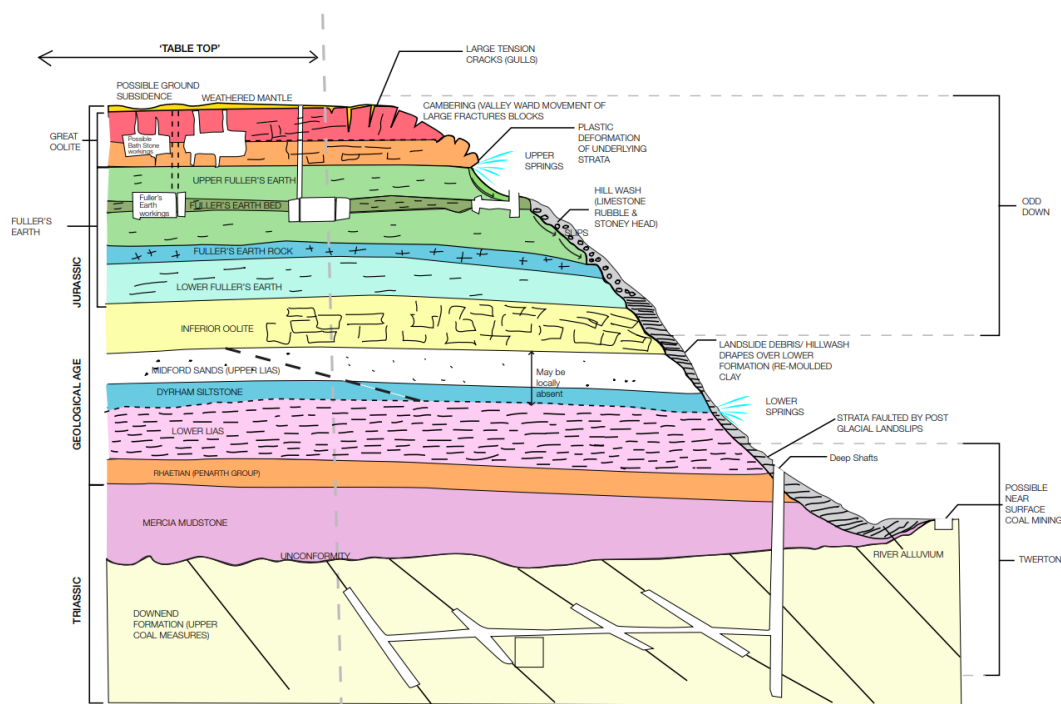 'TABLE TOP'
LARGE TENSION
CRACKS (GULLS)
POSSIBLE GROUND
SUBSIDENCE
WEATHERED MANTLE
CAMBERING (VALLEY WARD MOVEMENT OF
LARGE FRACTURES BLOCKS
PLASTIC
DEFORMATION
OF UNDERLYING
STRATA
GREAT
OOLITE
Possible
Bath Stone
workings
UPPER
SPRINGS
UPPER FULLER'S EARTH
HILL WASH
(LIMESTONE
RUBBLE &
STONEY HEAD)
Fuller's
Earth
workings
FULLER'S EARTH BED
ODD
DOWN
FULLER'S
EARTH
SLIPS
FULLER'S EARTH ROCK
JURASSIC
LOWER FULLER'S EARTH
INFERIOR OOLITE
LANDSLIDE DEBRIS/ HILLWASH
DRAPES OVER LOWER
FORMATION (RE-MOULDED
CLAY
MIDFORD SANDS (UPPER LIAS)
May be
locally
absent
DYRHAM SILTSTONE
LOWER
SPRINGS
GEOLOGICAL AGE
LOWER LIAS
STRATA FAULTED BY POST
GLACIAL LANDSLIPS
Deep Shafts
RHAETIAN (PENARTH GROUP)
POSSIBLE
NEAR
SURFACE
COAL MINING
MERCIA MUDSTONE
UNCONFORMITY
RIVER ALLUVIUM
TWERTON
TRIASSIC
DOWNEND
FORMATION (UPPER
COAL MEASURES)